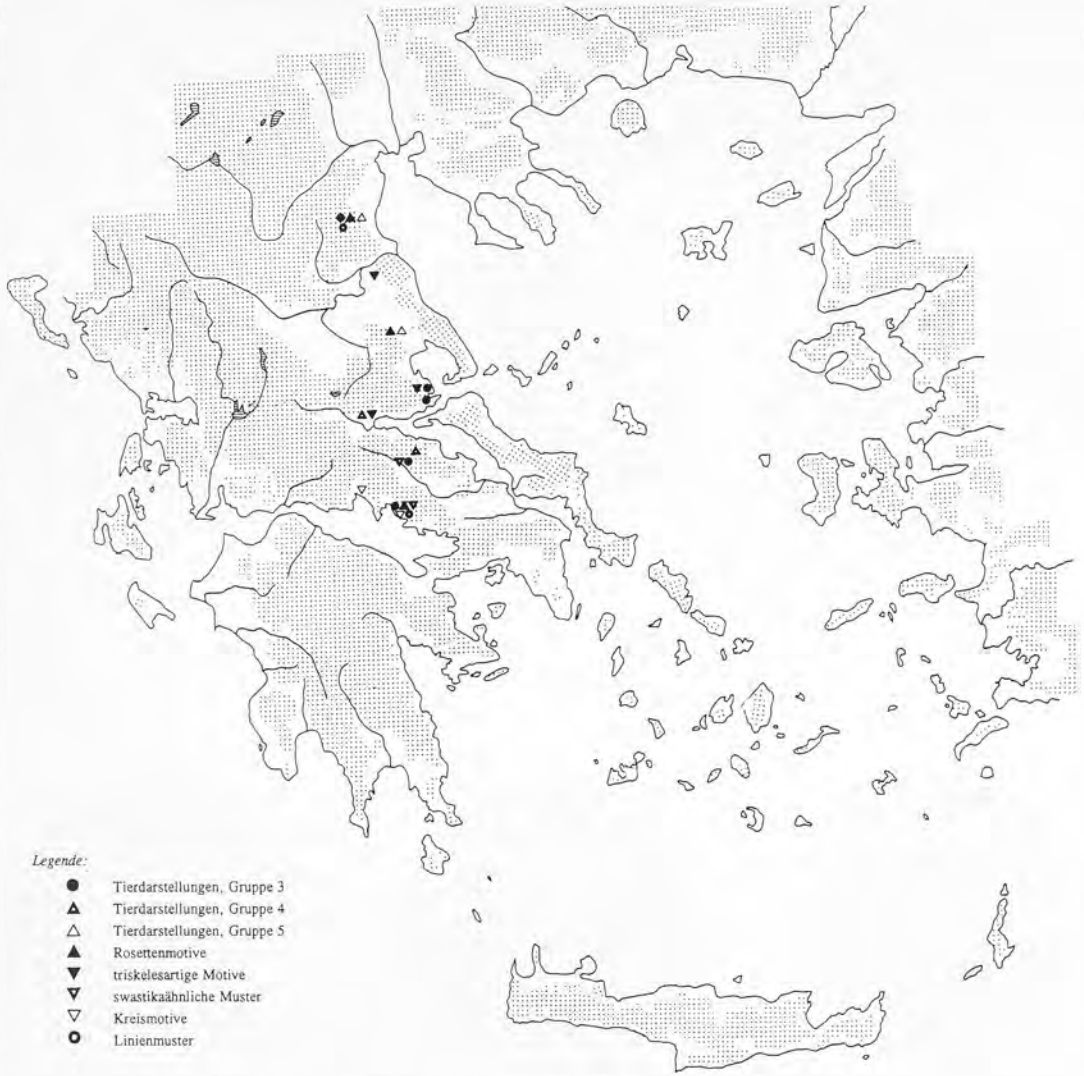 Legende:
Tierdarstellungen, Gruppe 3
Tierdarstellungen, Gruppe 4
Tierdarstellungen, Gruppe 5
Rosettenmotive
triskelesartige Motive
swastikaähnliche Muster
Kreismotive
Linienmuster